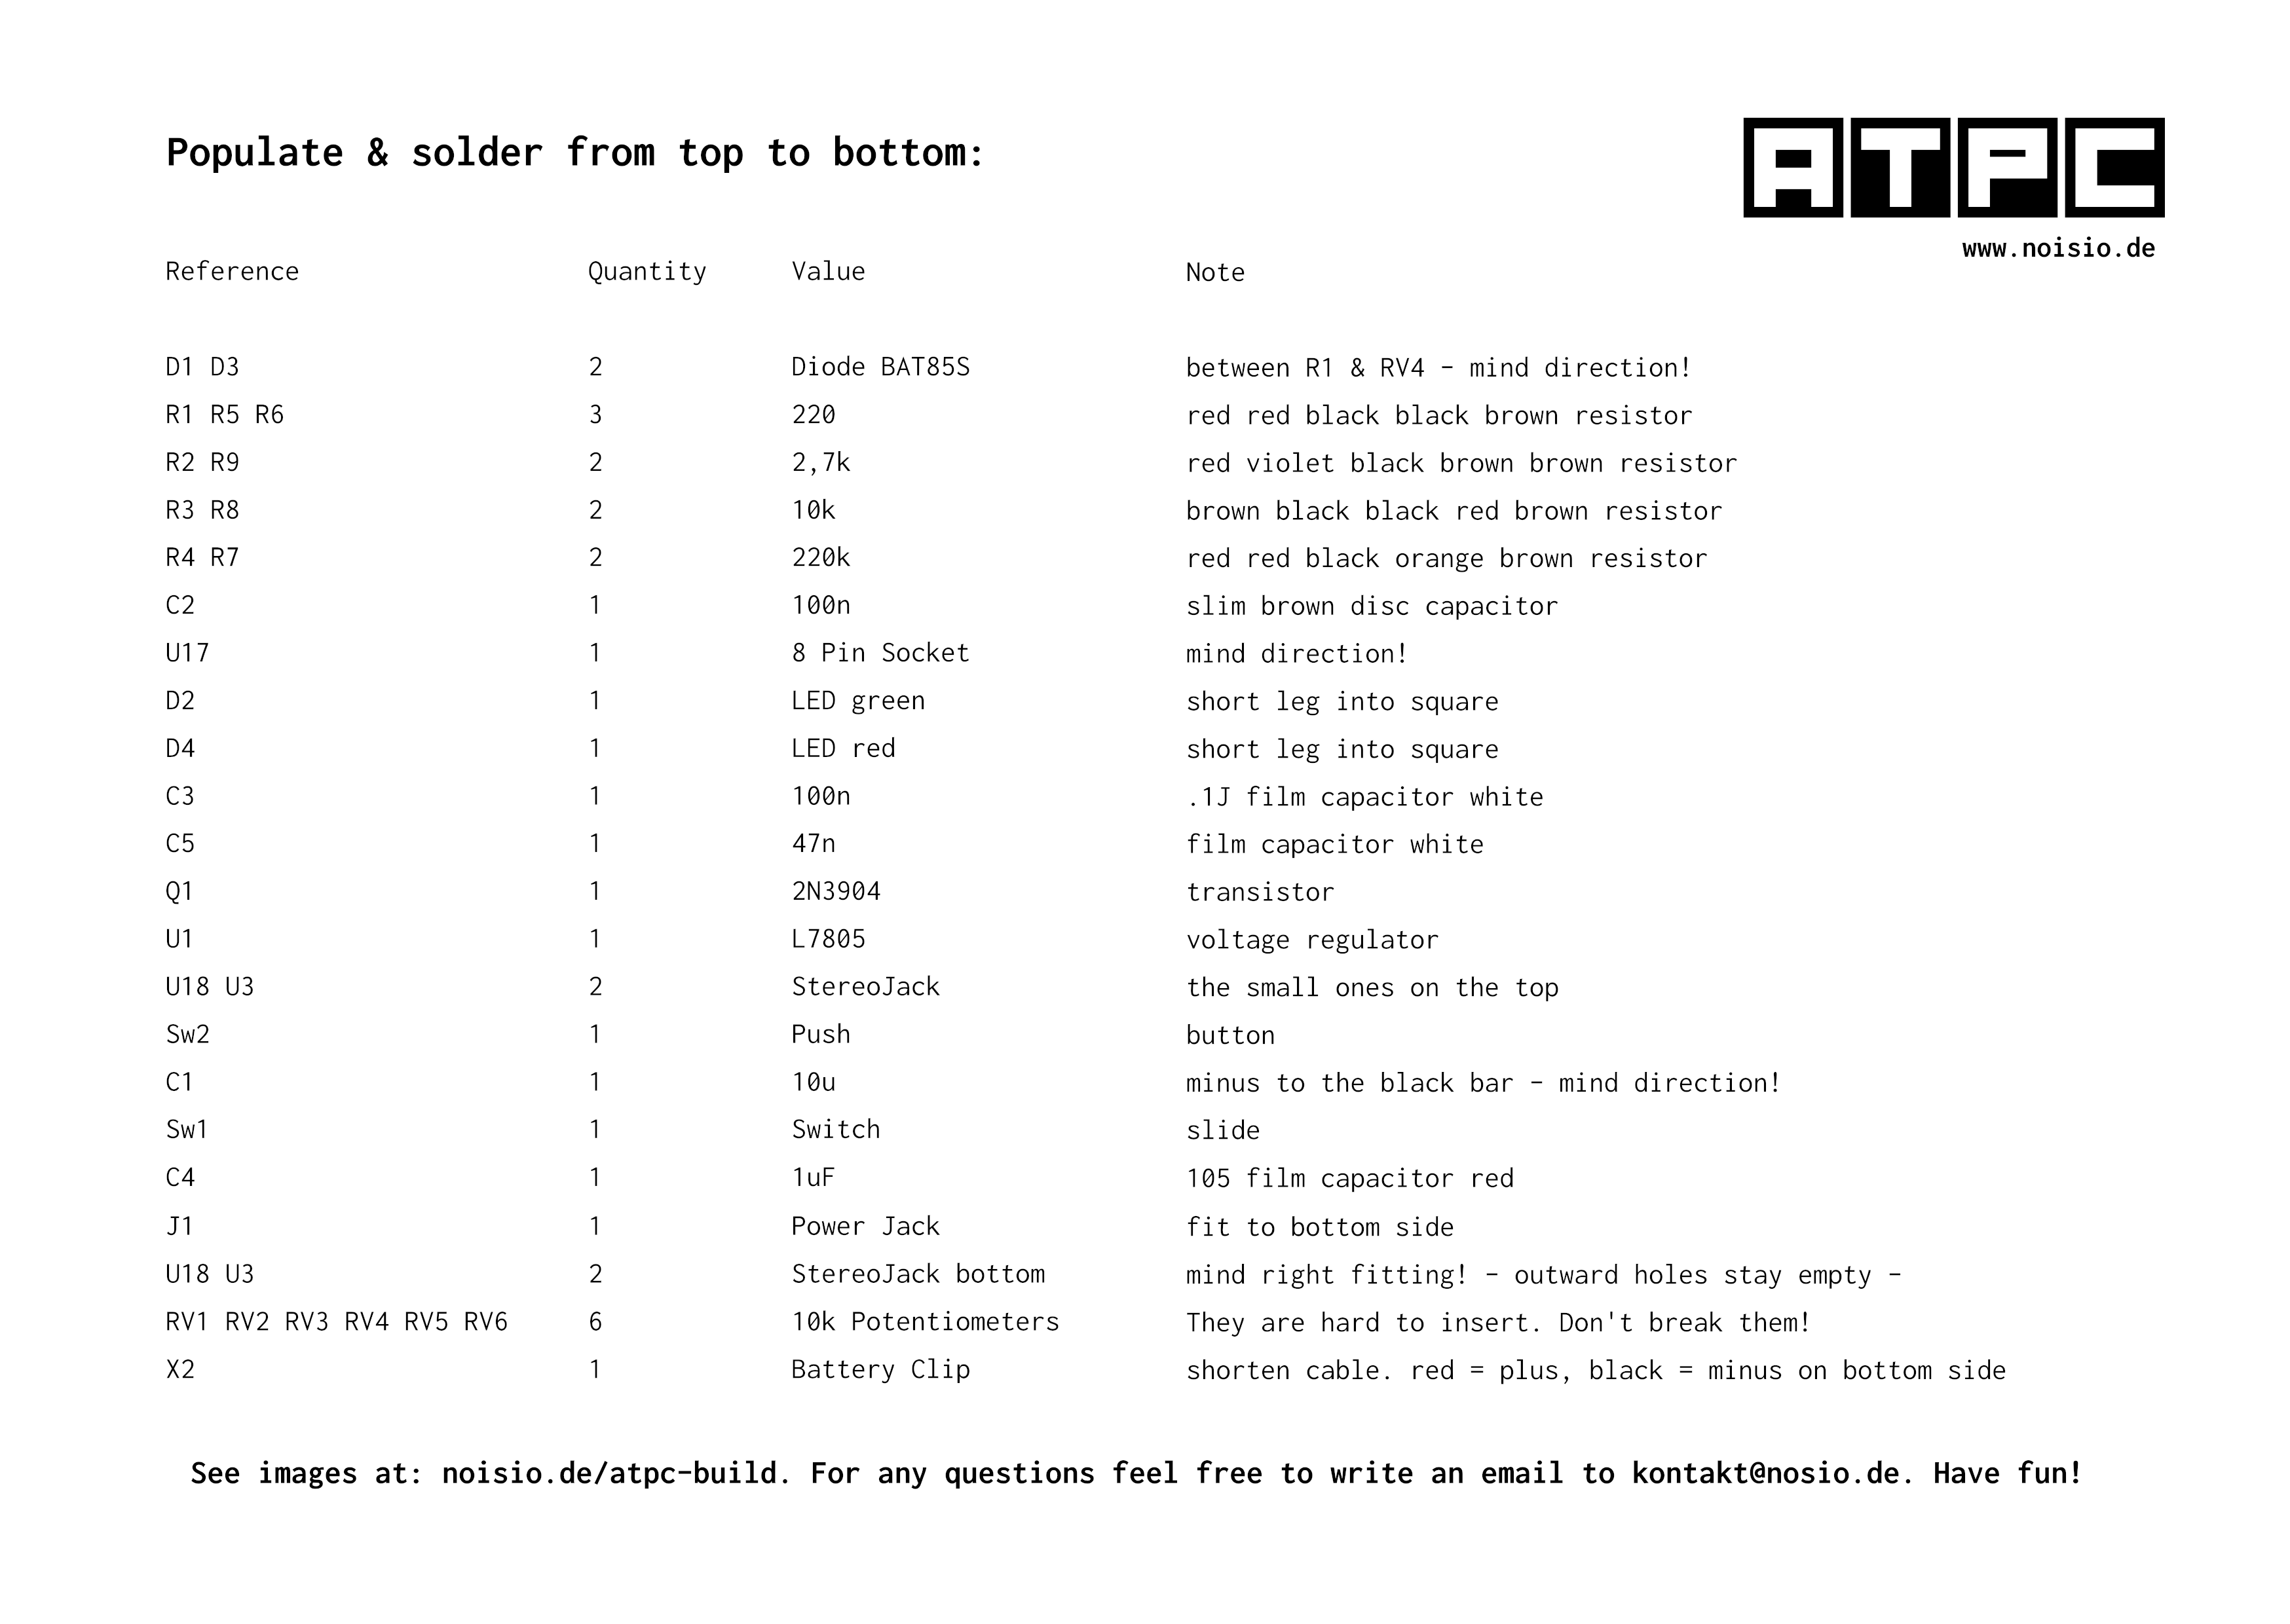 Populate & solder from top to bottom:
ATPC
www.noisio.de
Reference Quantity Value Note
D1 D3 2 Diode BAT85S between R1 & RV4 - mind direction!
R1 R5 R6 3 220 red red black black brown resistor
R2 R9 2 2,7k red violet black brown brown resistor
R3 R8 2 10k brown black black red brown resistor
R4 R7 2 220k red red black orange brown resistor
C2 1 100n slim brown disc capacitor
U17 1 8 Pin Socket mind direction!
D2 1 LED green short leg into square
D4 1 LED red short leg into square
C3 1 100n .1J film capacitor white
C5 1 47n film capacitor white
Q1 1 2N3904 transistor
U1 1 L7805 voltage regulator
U18 U3 2 StereoJack the small ones on the top
Sw2 1 Push button
C1 1 10u minus to the black bar - mind direction!
Sw1 1 Switch slide
C4 1 1uF 105 film capacitor red
J1 1 Power Jack fit to bottom side
U18 U3 2 StereoJack bottom mind right fitting! - outward holes stay empty -
RV1 RV2 RV3 RV4 RV5 RV6 6 10k Potentiometers They are hard to insert. Don't break them!
X2 1 Battery Clip shorten cable. red = plus, black = minus on bottom side
See images at: noisio.de/atpc-build. For any questions feel free to write an email to kontakt@nosio.de. Have fun!